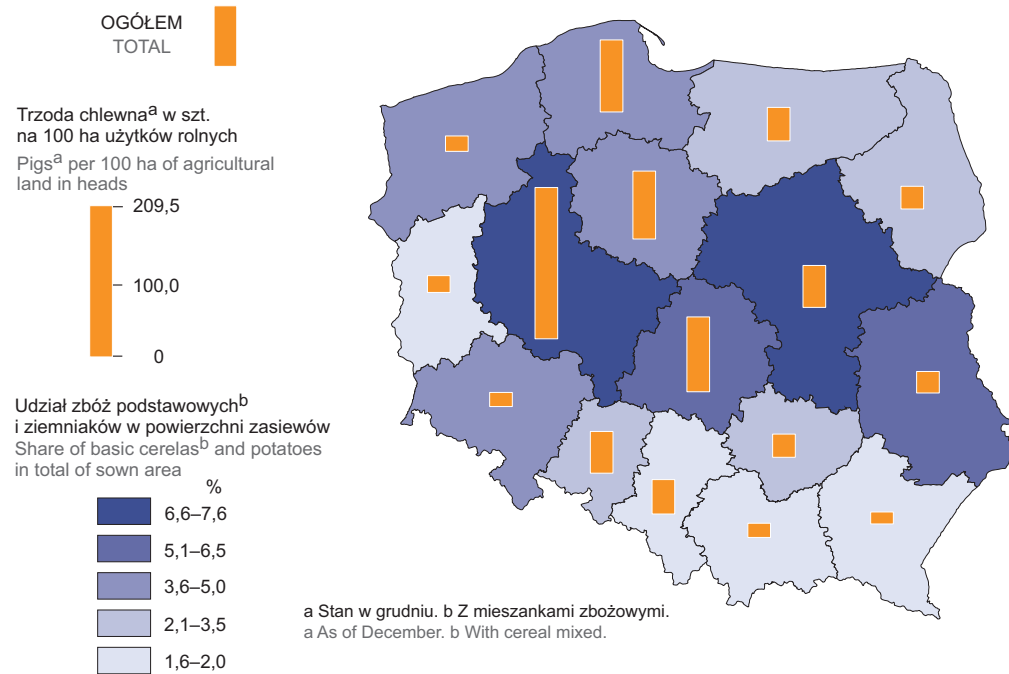 OGÓŁEM
TOTAL
Trzoda chlewnaª w szt.
na 100 ha użytków rolnych
Pigsª per 100 ha of agricultural
land in heads
209,5
100,0
0
Udział zbóż podstawowychᵇ
i ziemniaków w powierzchni zasiewów
Share of basic cerelasᵇ and potatoes
in total of sown area
%
6,6–7,6
5,1–6,5
3,6–5,0
2,1–3,5
1,6–2,0
a Stan w grudniu. b Z mieszankami zbożowymi.
a As of December. b With cereal mixed.